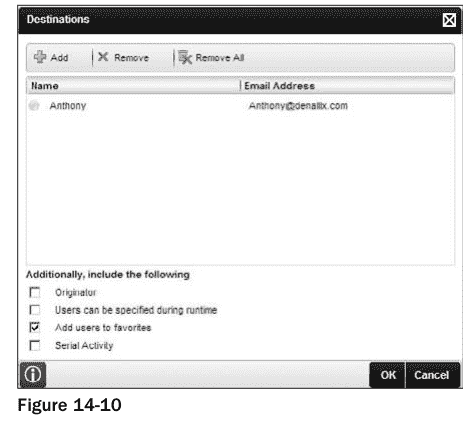 Destinations
Add Remove Remove All
Name Email Address
Anthony Anthony@denallix.com
Additionally, include the following
Originator
Users can be specified during runtime
Add users to favorites
Serial Activity
OK Cancel
Figure 14-10